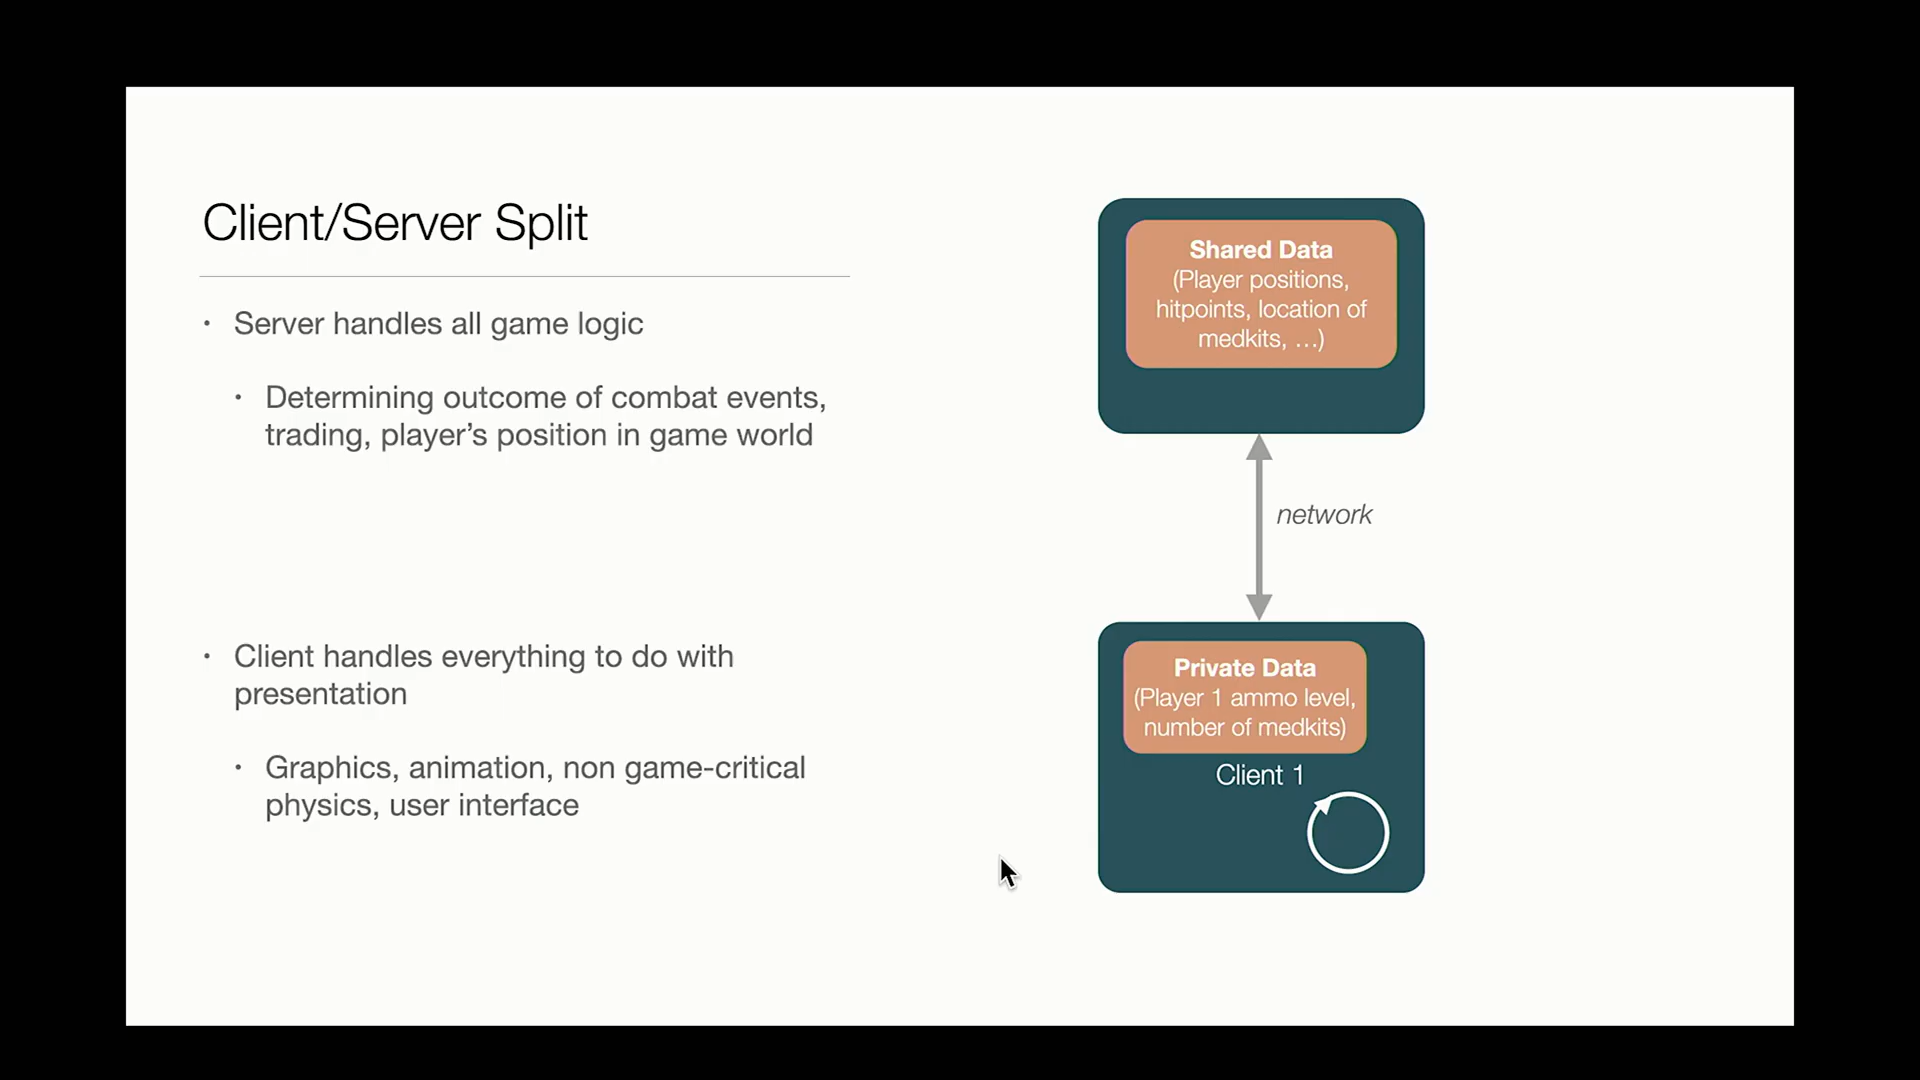 Client/Server Split
• Server handles all game logic
• Determining outcome of combat events,
trading, player’s position in game world
• Client handles everything to do with
presentation
• Graphics, animation, non game-critical
physics, user interface
Shared Data
(Player positions,
hitpoints, location of
medkits, …)
network
Private Data
(Player 1 ammo level,
number of medkits)
Client 1